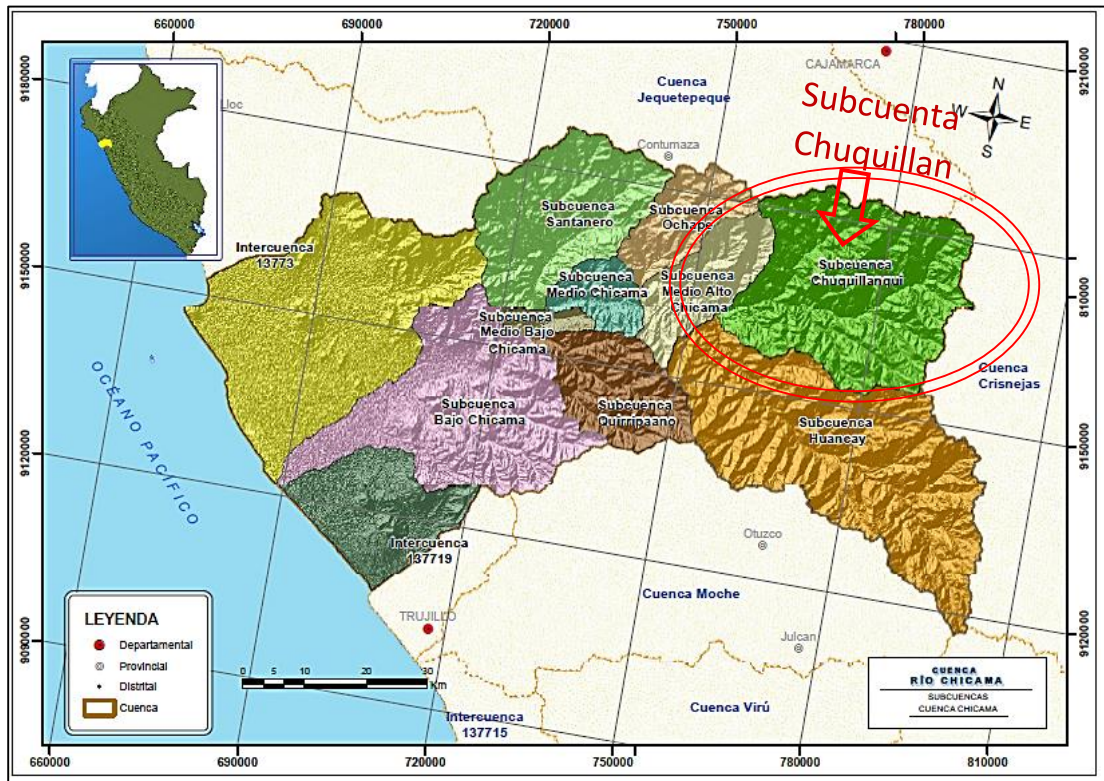 660000
690000
720000
750000
780000
9180000
9150000
9120000
9090000
9210000
8180000
9150000
9120000
CAJAMARCA
Cuenca
Jequetepeque
Lloc
Subcuenta
Chuquillan
N
W
E
S
Contumaza
Subcuenca
Santanero
Subcuenca
Ochape
Intercuenca
13773
Subcuenca
Medio Chicama
Subcuenca
Medio Alto
Chicama
Subcuenca
Chuquillanqui
Subcuenca
Medio Bajo
Chicama
Cuenca
Crisnejas
OCÉANO PACÍFICO
Subcuenca
Bajo Chicama
Subcuenca
Quirripaano
Subcuenca
Huancay
Intercuenca
137719
Otuzco
Cuenca Moche
TRUJILLO
Julcan
LEYENDA
Departamental
Provincial
Distrital
Cuenca
0 5 10 20 30
Km
Intercuenca
137715
Cuenca Virú
CUENCA
RÍO CHICAMA
SUBCUENCAS
CUENCA CHICAMA
660000
690000
720000
750000
780000
810000